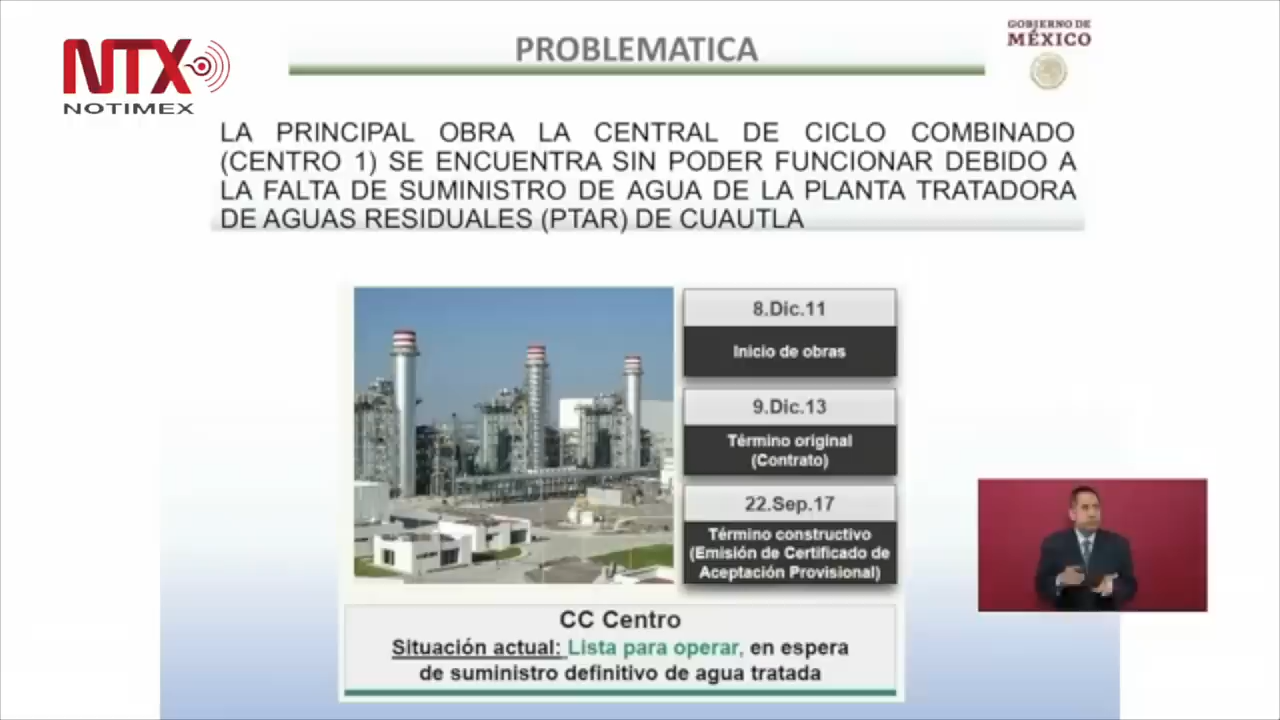 NTX
NOTIMEX
PROBLEMATICA
GOBIERNO DE
MÉXICO
LA PRINCIPAL OBRA LA CENTRAL DE CICLO COMBINADO
(CENTRO 1) SE ENCUENTRA SIN PODER FUNCIONAR DEBIDO A
LA FALTA DE SUMINISTRO DE AGUA DE LA PLANTA TRATADORA
DE AGUAS RESIDUALES (PTAR) DE CUAUTLA
8.Dic.11
Inicio de obras
9.Dic.13
Término original
(Contrato)
22.Sep.17
Término constructivo
(Emisión de Certificado de
Aceptación Provisional)
CC Centro
Situación actual: Lista para operar, en espera
de suministro definitivo de agua tratada